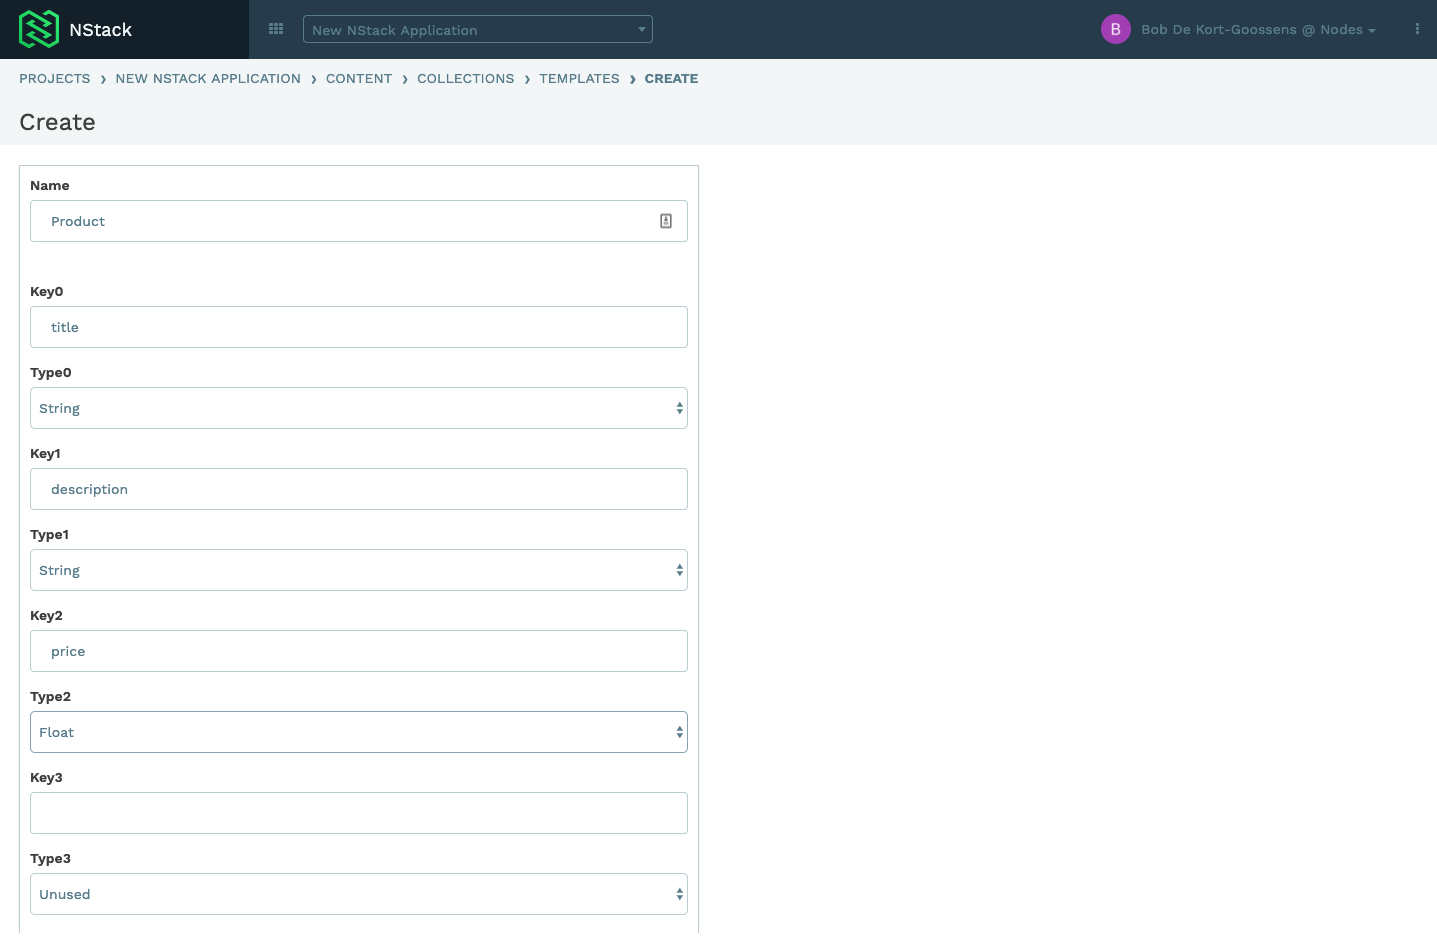 NStack
New NStack Application
B
Bob De Kort-Goossens @ Nodes
PROJECTS › NEW NSTACK APPLICATION › CONTENT › COLLECTIONS › TEMPLATES › CREATE
Create
Name
Product
Key0
title
Type0
String
Key1
description
Type1
String
Key2
price
Type2
Float
Key3
Type3
Unused